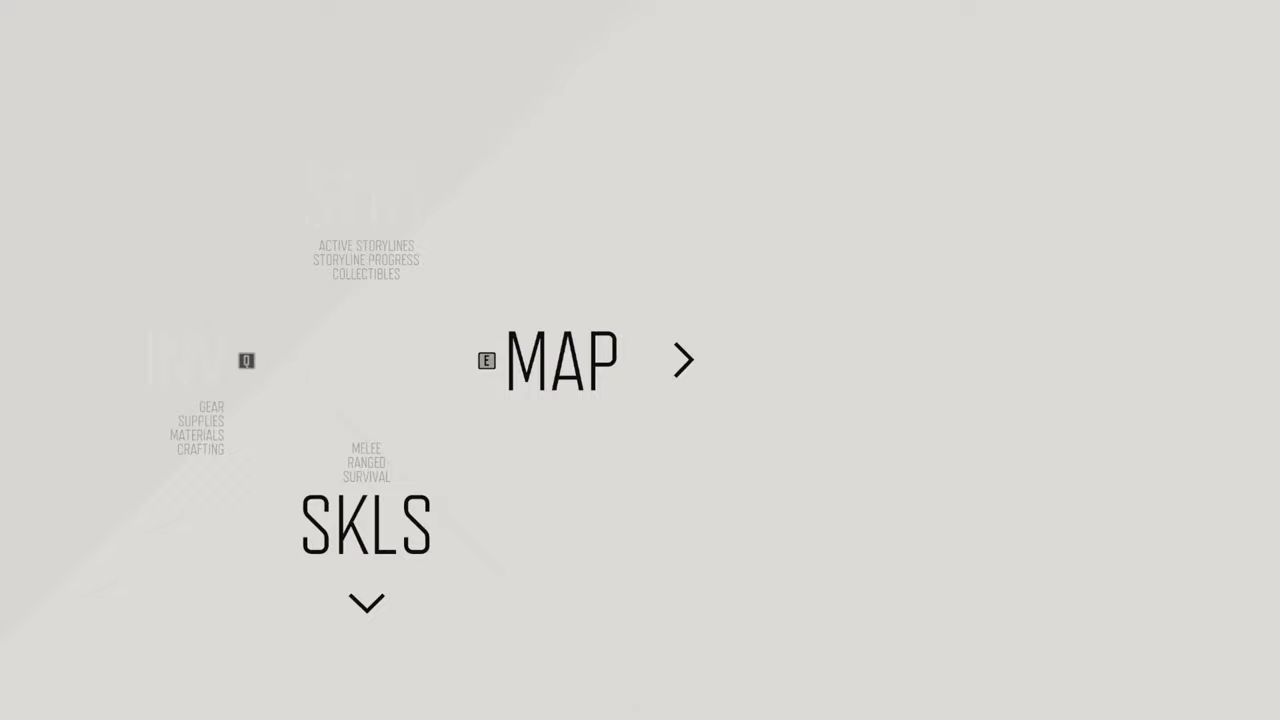 ACTIVE STORYLINES
STORYLINE PROGRESS
COLLECTIBLES
Q
E
MAP
GEAR
SUPPLIES
MATERIALS
CRAFTING
MELEE
RANGED
SURVIVAL
SKLS